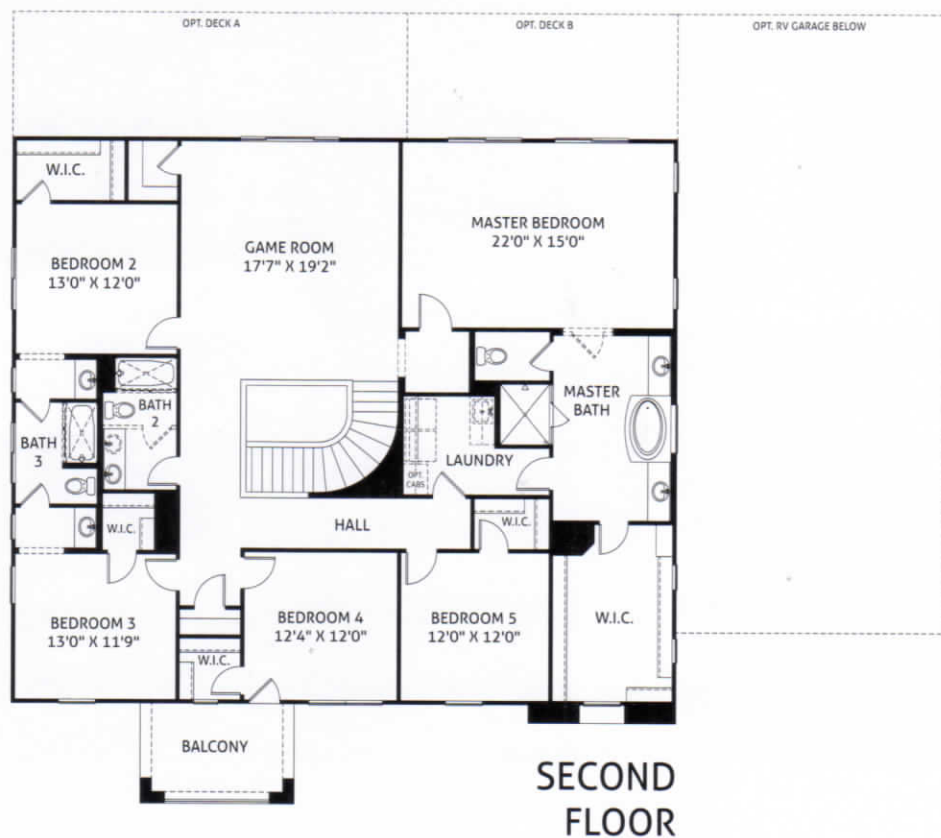 OPT. DECK A
OPT. DECK B
OPT. RV GARAGE BELOW
W.I.C.
BEDROOM 2
13'0" X 12'0"
GAME ROOM
17'7" X 19'2"
MASTER BEDROOM
22'0" X 15'0"
BATH
2
BATH
3
MASTER
BATH
LAUNDRY
OPT.
CABS
W.I.C.
HALL
W.I.C.
BEDROOM 3
13'0" X 11'9"
BEDROOM 4
12'4" X 12'0"
BEDROOM 5
12'0" X 12'0"
W.I.C.
W.I.C.
BALCONY
SECOND
FLOOR